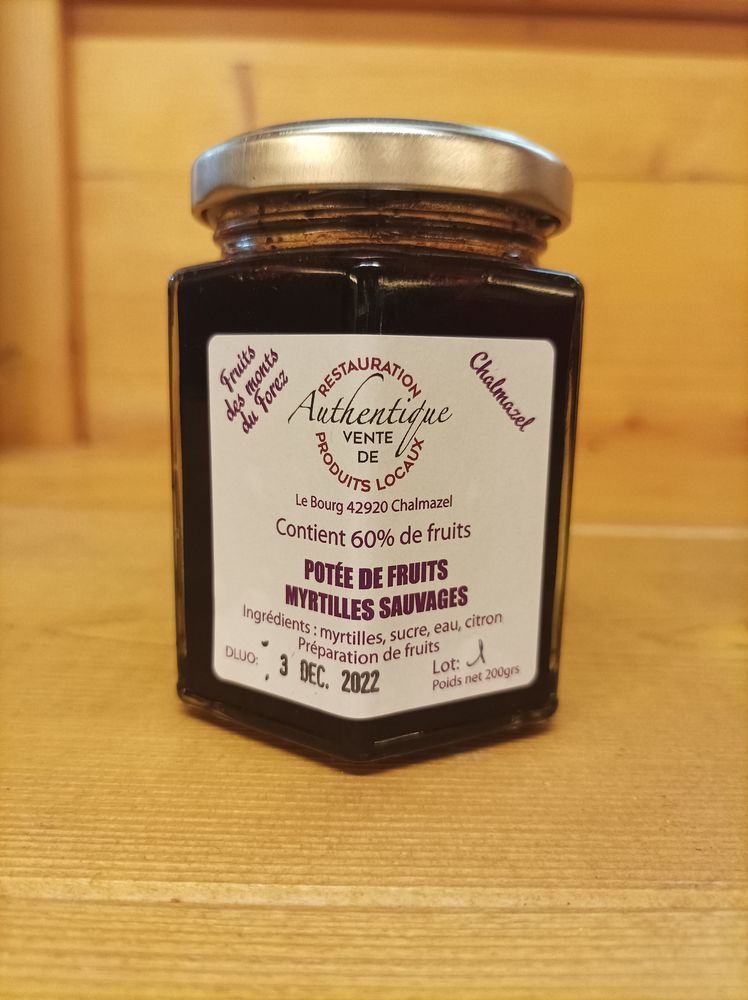 Fruits
des monts
du Forez
Chalmazel
RESTAURATION
Authentique
VENTE
DE
PRODUITS LOCAUX
Le Bourg 42920 Chalmazel
Contient 60% de fruits
POTÉE DE FRUITS
MYRTILLES SAUVAGES
Ingrédients : myrtilles, sucre, eau, citron
Préparation de fruits
DLUO: 3 DEC. 2022
Lot: 1
Poids net 200grs